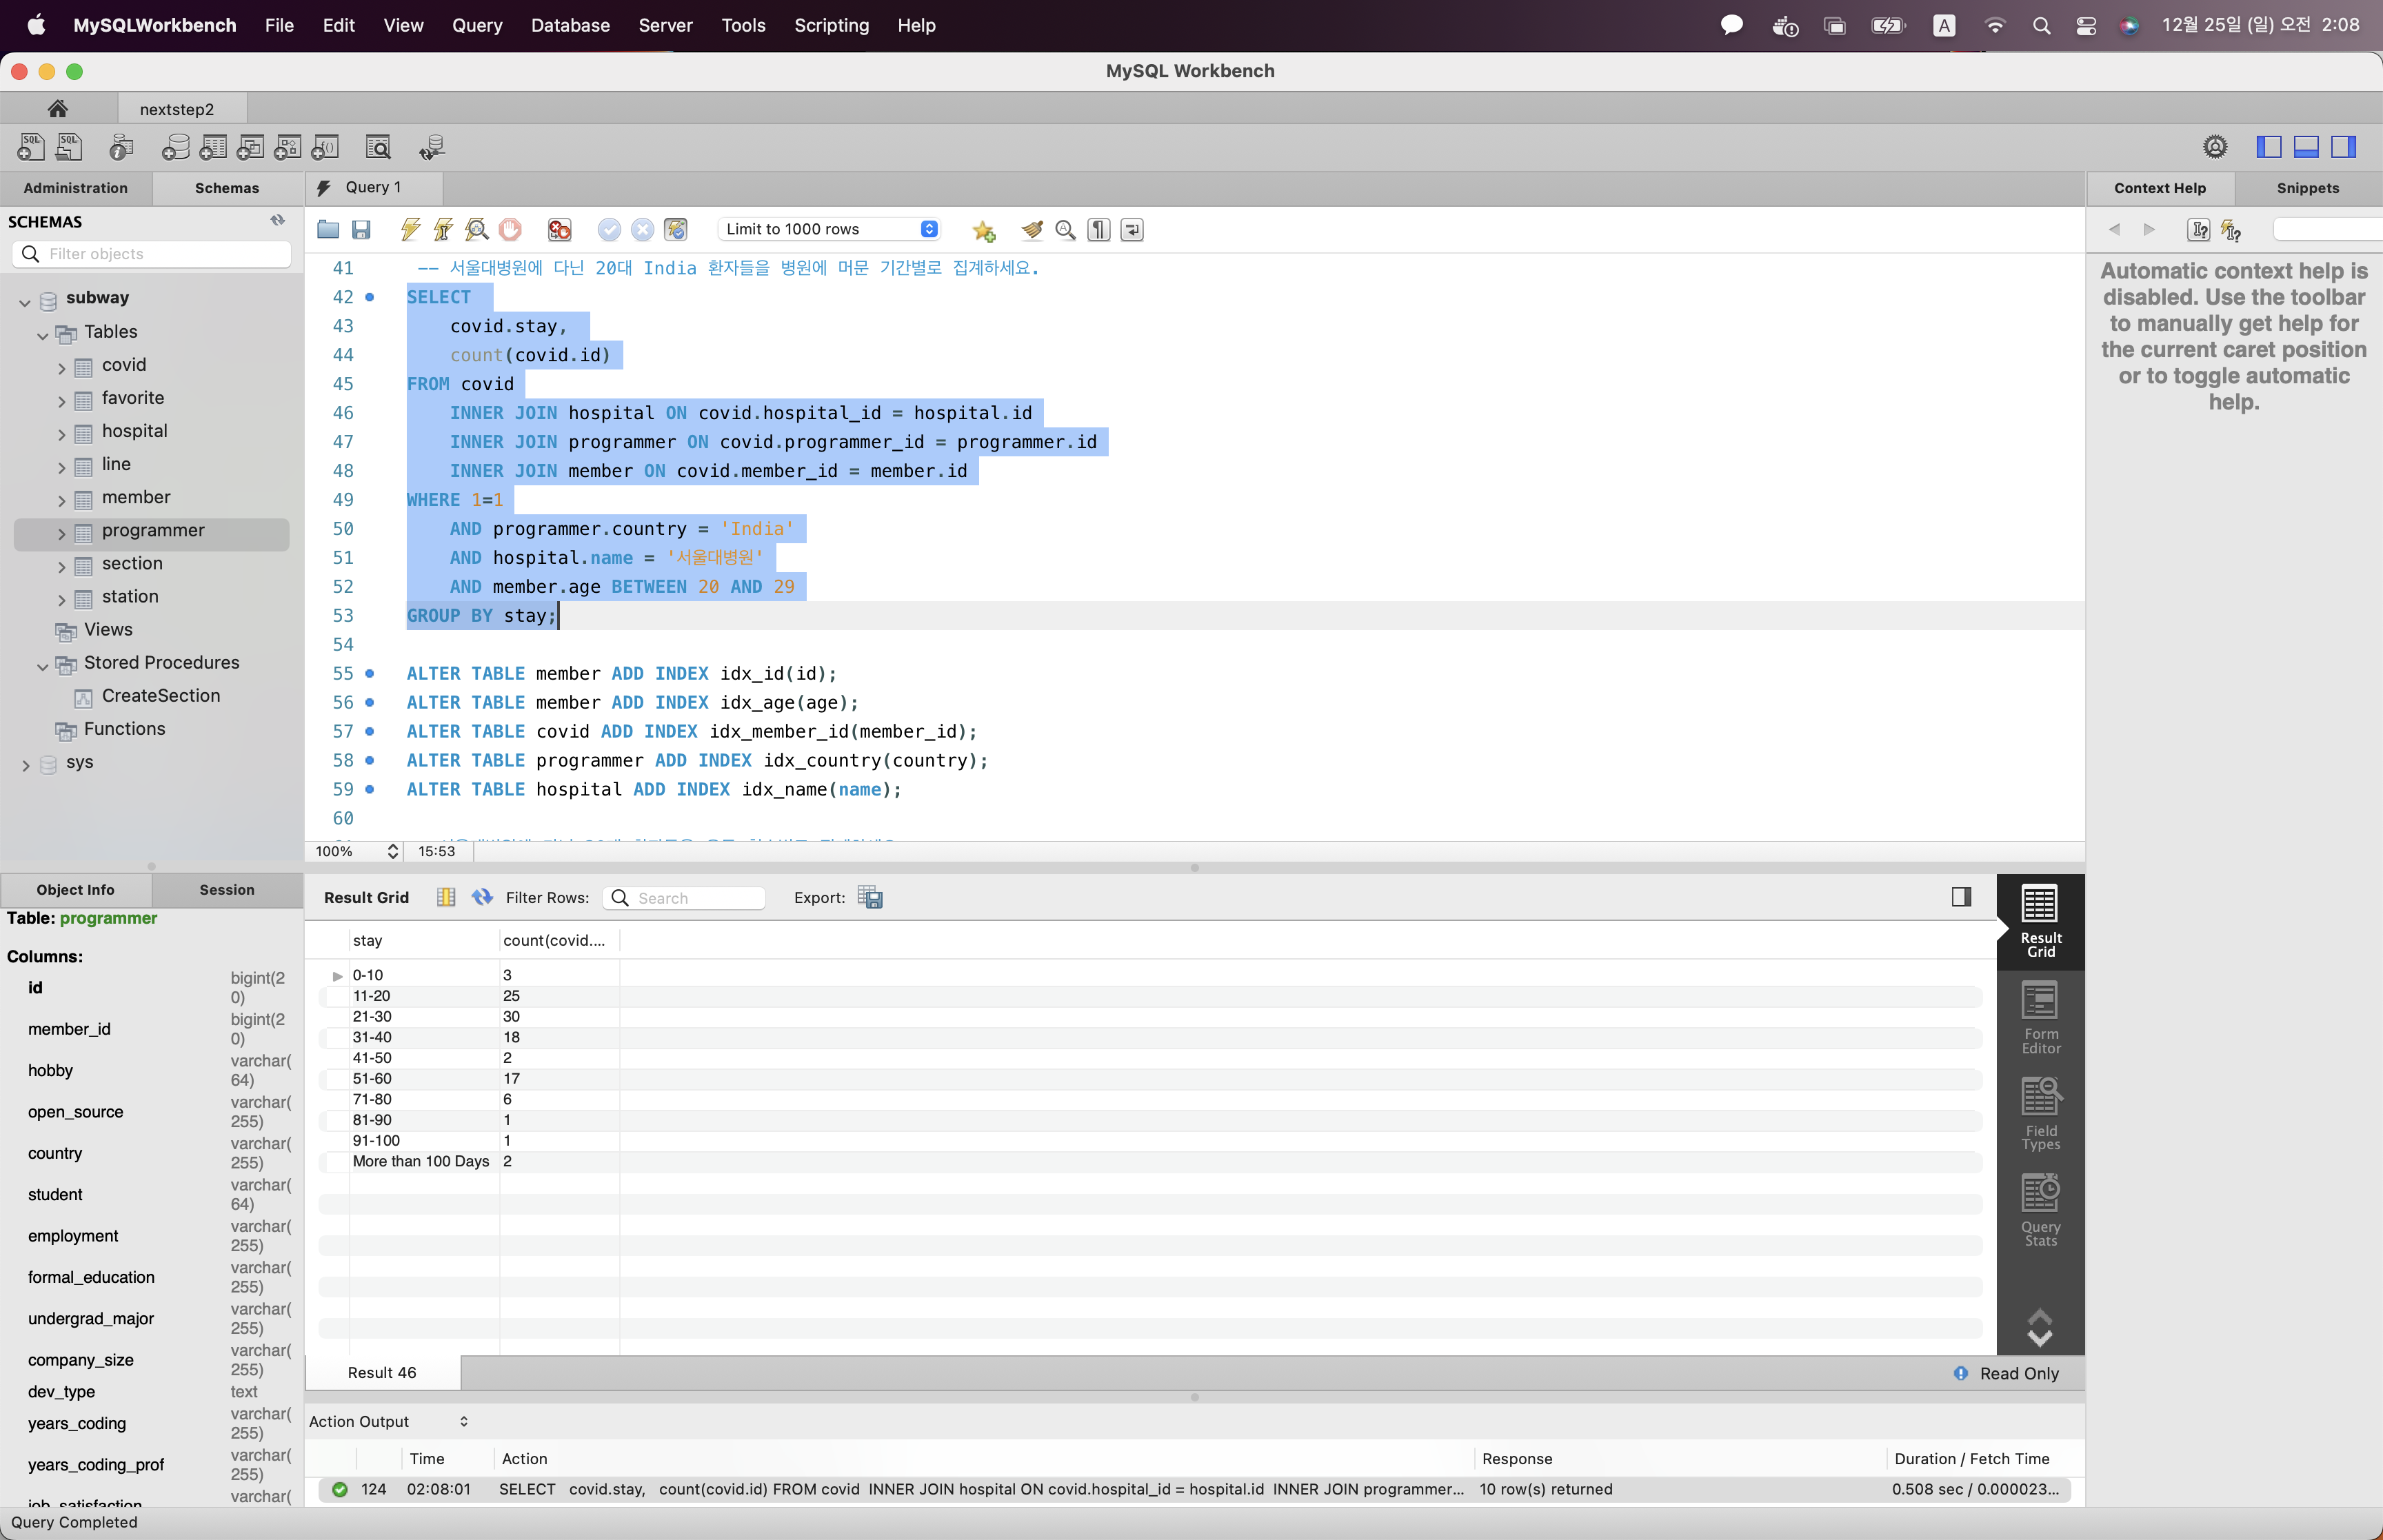 MySQLWorkbench File Edit View Query Database Server Tools Scripting Window Help A 12월 25일 (일) 오전 2:08
MySQL Workbench
nextstep2
Administration Schemas Query 1 Context Help Snippets
SCHEMAS
Filter objects
subway
Tables
covid
favorite
hospital
line
member
programmer
section
station
Views
Stored Procedures
CreateSection
Functions
sys
Limit to 1000 rows
41 -- 서울대병원에 다닌 20대 India 환자들을 병원에 머문 기간별로 집계하세요.
42 SELECT
43 covid.stay,
44 count(covid.id)
45 FROM covid
46 INNER JOIN hospital ON covid.hospital_id = hospital.id
47 INNER JOIN programmer ON covid.programmer_id = programmer.id
48 INNER JOIN member ON covid.member_id = member.id
49 WHERE 1=1
50 AND programmer.country = 'India'
51 AND hospital.name = '서울대병원'
52 AND member.age BETWEEN 20 AND 29
53 GROUP BY stay;
54
55 ALTER TABLE member ADD INDEX idx_id(id);
56 ALTER TABLE member ADD INDEX idx_age(age);
57 ALTER TABLE covid ADD INDEX idx_member_id(member_id);
58 ALTER TABLE programmer ADD INDEX idx_country(country);
59 ALTER TABLE hospital ADD INDEX idx_name(name);
60
100% 15:53
Automatic context help is
disabled. Use the toolbar
to manually get help for
the current caret position
or to toggle automatic
help.
Object Info Session
Table: programmer
Columns:
id bigint(20)
member_id bigint(20)
hobby varchar(64)
open_source varchar(255)
country varchar(255)
student varchar(64)
employment varchar(255)
formal_education varchar(255)
undergrad_major varchar(255)
company_size varchar(255)
dev_type text
years_coding varchar(255)
years_coding_prof varchar(255)
job_satisfaction varchar(
Result Grid Filter Rows: Search Export:
stay count(covid....
0-10 3
11-20 25
21-30 30
31-40 18
41-50 2
51-60 17
71-80 6
81-90 1
91-100 1
More than 100 Days 2
Result
Grid
Form
Editor
Field
Types
Query
Stats
Result 46 Read Only
Action Output
Time Action Response Duration / Fetch Time
124 02:08:01 SELECT covid.stay, count(covid.id) FROM covid INNER JOIN hospital ON covid.hospital_id = hospital.id INNER JOIN programmer... 10 row(s) returned 0.508 sec / 0.000023...
Query Completed